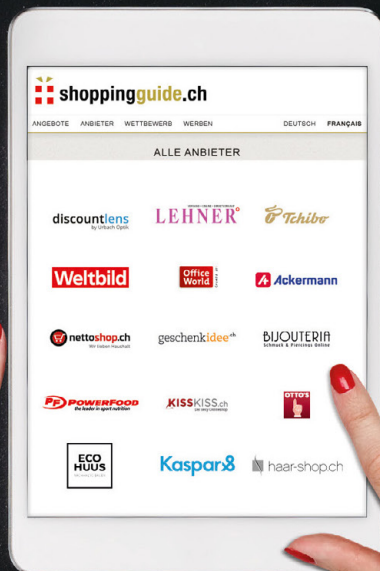 shoppingguide.ch
ANGEBOTE ANBIETER WETTBEWERB WERBEN DEUTSCH FRANÇAIS
ALLE ANBIETER
discountlens
by Urbach Optik
LEHNER
Tchibo
Weltbild
Office World
Ackermann
nettoshop.ch
Wir lieben Haushalt
geschenkidee.ch
BIJOUTERIA
Schmuck & Piercings Online
PF POWERFOOD
the leader in sport nutrition
KISSKISS.ch
OTTO'S
ECO HUUS
Kaspar&
haar-shop.ch